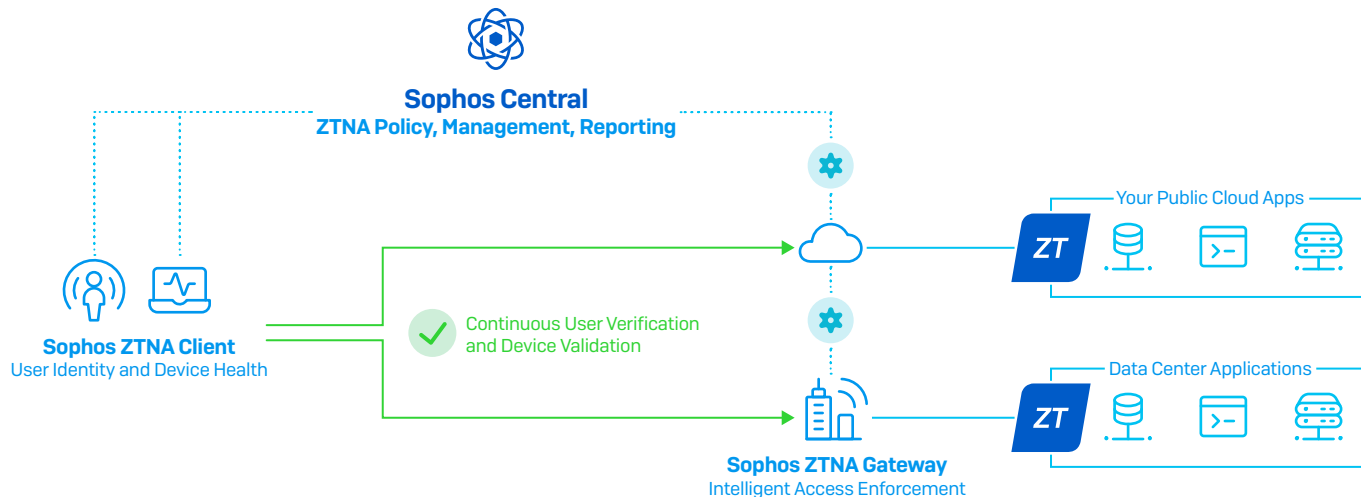 Sophos Central
ZTNA Policy, Management, Reporting
Your Public Cloud Apps
ZT
Continuous User Verification
and Device Validation
Sophos ZTNA Client
User Identity and Device Health
Data Center Applications
ZT
Sophos ZTNA Gateway
Intelligent Access Enforcement